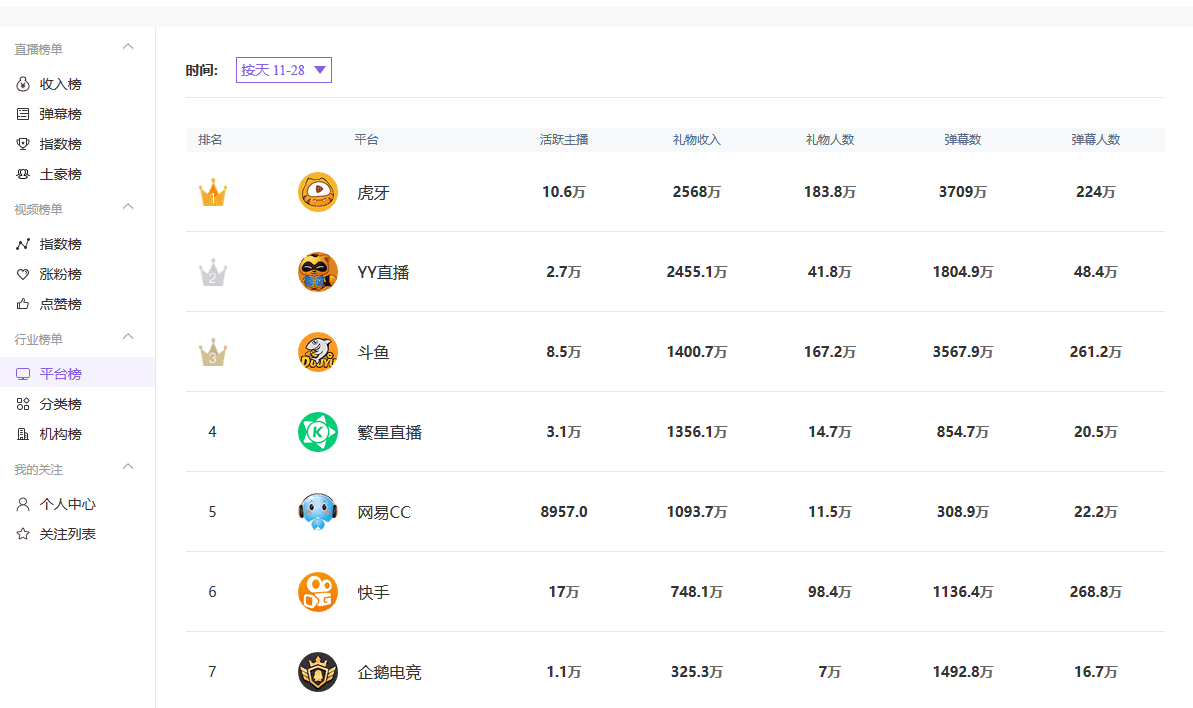 直播榜单
收入榜
弹幕榜
指数榜
土豪榜
视频榜单
指数榜
涨粉榜
点赞榜
行业榜单
平台榜
分类榜
机构榜
我的关注
个人中心
关注列表
时间: 按天 11-28
排名 平台 活跃主播 礼物收入 礼物人数 弹幕数 弹幕人数
1 虎牙 10.6万 2568万 183.8万 3709万 224万
2 YY直播 2.7万 2455.1万 41.8万 1804.9万 48.4万
3 DOUYU 斗鱼 8.5万 1400.7万 167.2万 3567.9万 261.2万
4 K 繁星直播 3.1万 1356.1万 14.7万 854.7万 20.5万
5 网易CC 8957.0 1093.7万 11.5万 308.9万 22.2万
6 快手 17万 748.1万 98.4万 1136.4万 268.8万
7 企鹅电竞 1.1万 325.3万 7万 1492.8万 16.7万